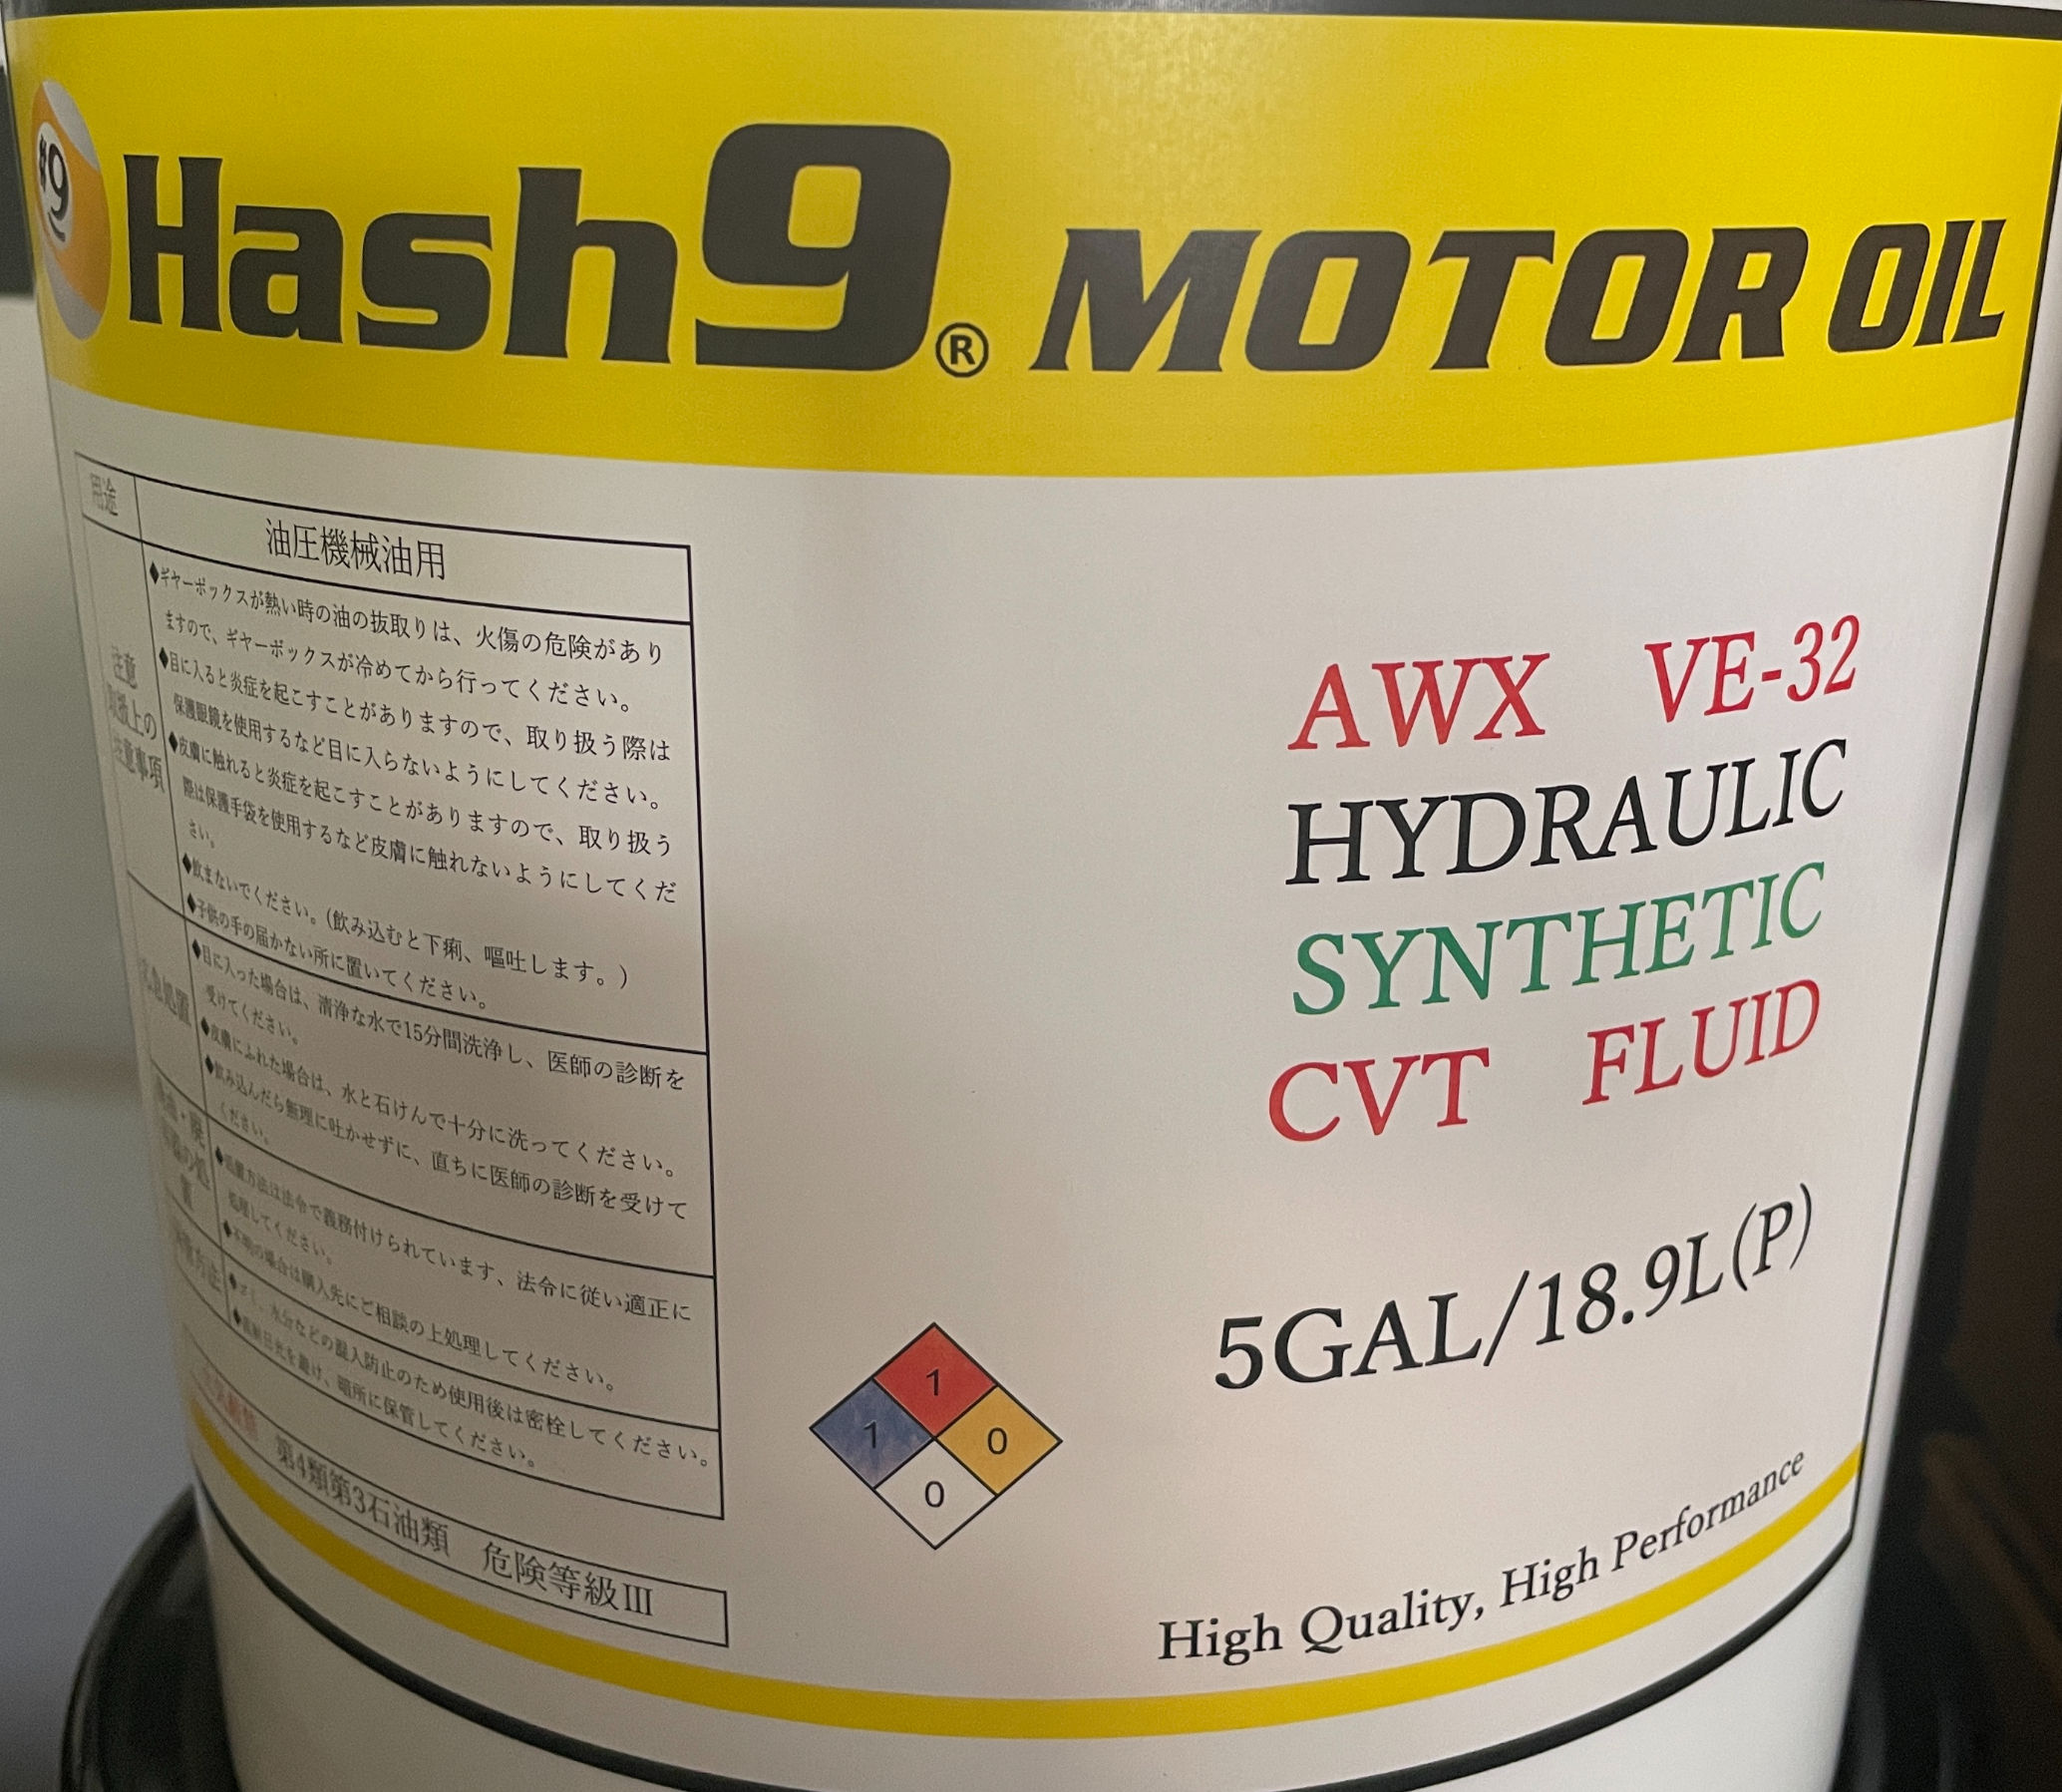 #9
Hash9® MOTOR OIL
用途
油圧機械油用
注意
取扱上の
注意事項
◆ギヤーボックスが熱い時の油の抜取りは、火傷の危険があり
ますので、ギヤーボックスが冷めてから行ってください。
◆目に入ると炎症を起こすことがありますので、取り扱う際は
保護眼鏡を使用するなど目に入らないようにしてください。
◆皮膚に触れると炎症を起こすことがありますので、取り扱う
際は保護手袋を使用するなど皮膚に触れないようにしてくだ
さい。
◆飲まないでください。(飲み込むと下痢、嘔吐します。)
◆子供の手の届かない所に置いてください。
応急処置
◆目に入った場合は、清浄な水で15分間洗浄し、医師の診断を
受けてください。
◆皮膚にふれた場合は、水と石けんで十分に洗ってください。
◆飲み込んだら無理に吐かせずに、直ちに医師の診断を受けて
ください。
◆処置方法は法令で義務付けられています、法令に従い適正に
処理してください。
◆不明の場合は購入先にご相談の上処理してください。
◆ゴミ、水分などの混入防止のため使用後は密栓してください。
◆直射日光を避け、暗所に保管してください。
第4類第3石油類 危険等級III
AWX VE-32
HYDRAULIC
SYNTHETIC
CVT FLUID
5GAL/18.9L(P)
1
1
0
0
High Quality, High Performance